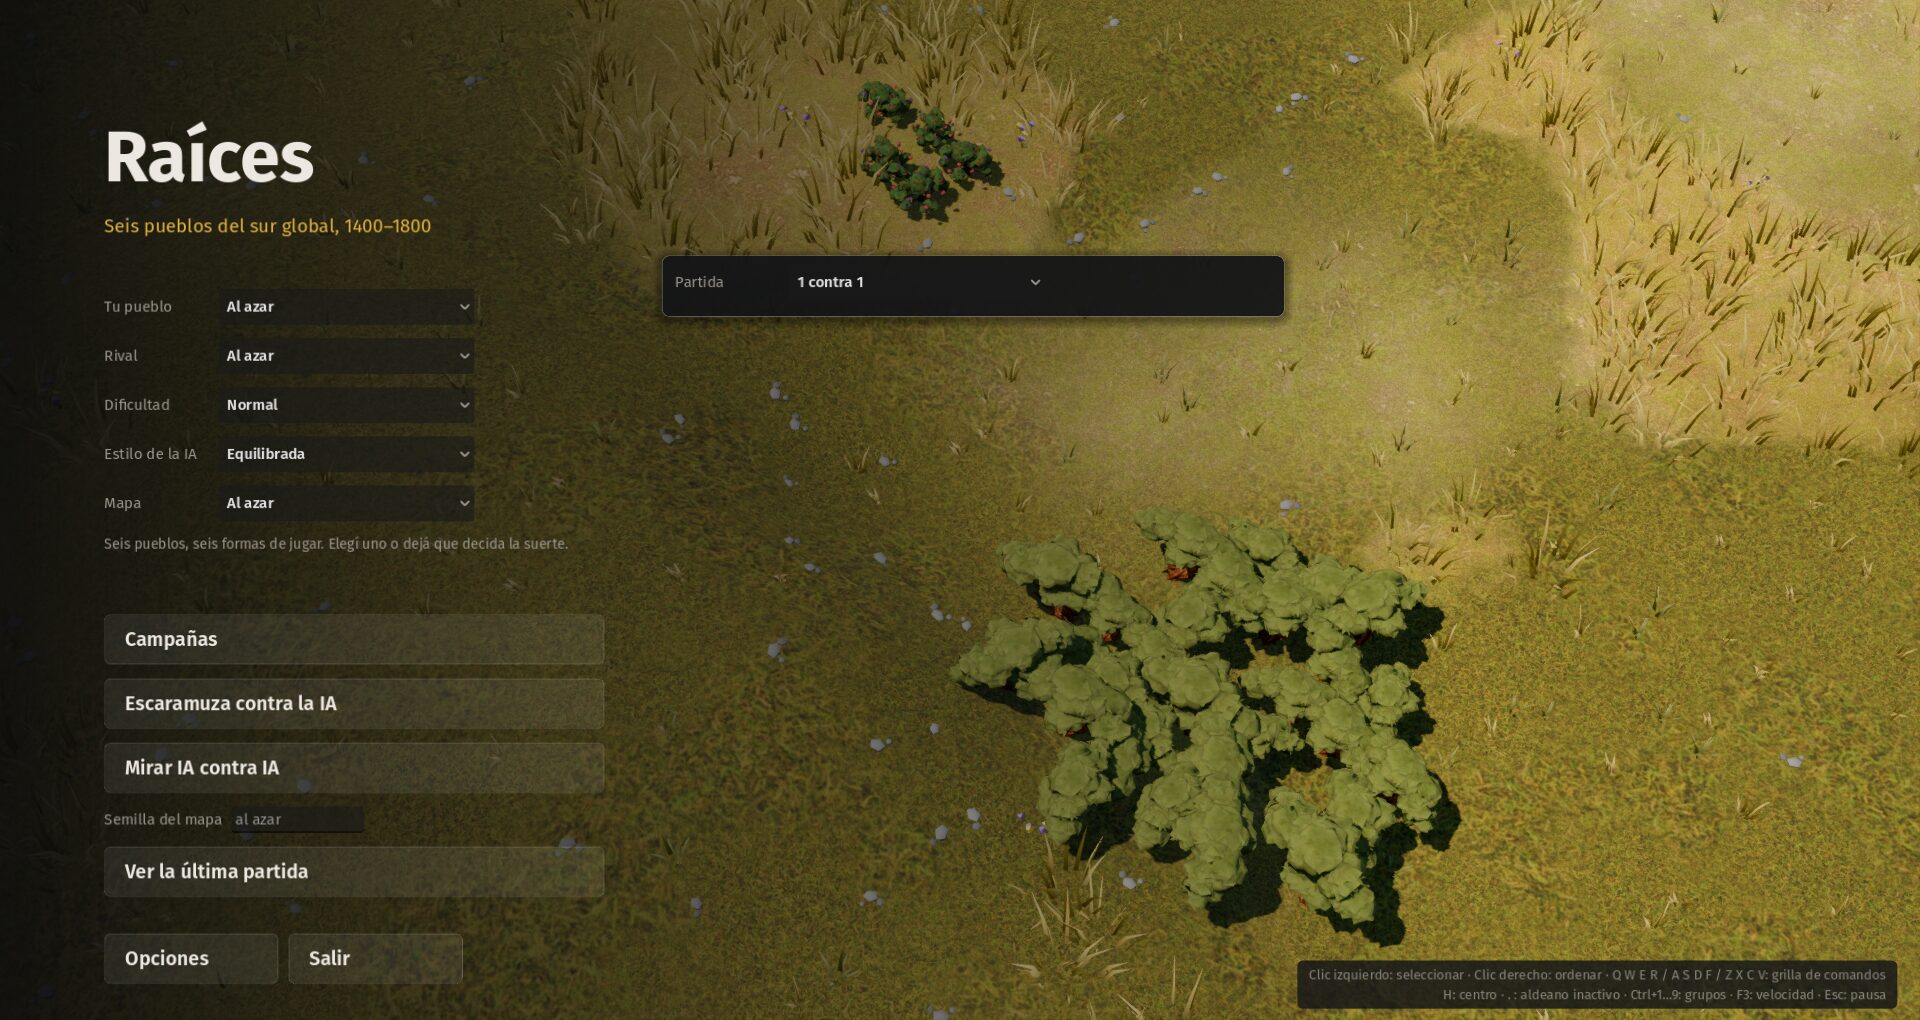 Raíces
Seis pueblos del sur global, 1400–1800
Tu pueblo Al azar
Rival Al azar
Dificultad Normal
Estilo de la IA Equilibrada
Mapa Al azar
Seis pueblos, seis formas de jugar. Elegí uno o dejá que decida la suerte.
Campañas
Escaramuza contra la IA
Mirar IA contra IA
Semilla del mapa al azar
Ver la última partida
Opciones Salir
Partida 1 contra 1
Clic izquierdo: seleccionar · Clic derecho: ordenar · Q W E R / A S D F / Z X C V: grilla de comandos
H: centro · . : aldeano inactivo · Ctrl+1…9: grupos · F3: velocidad · Esc: pausa